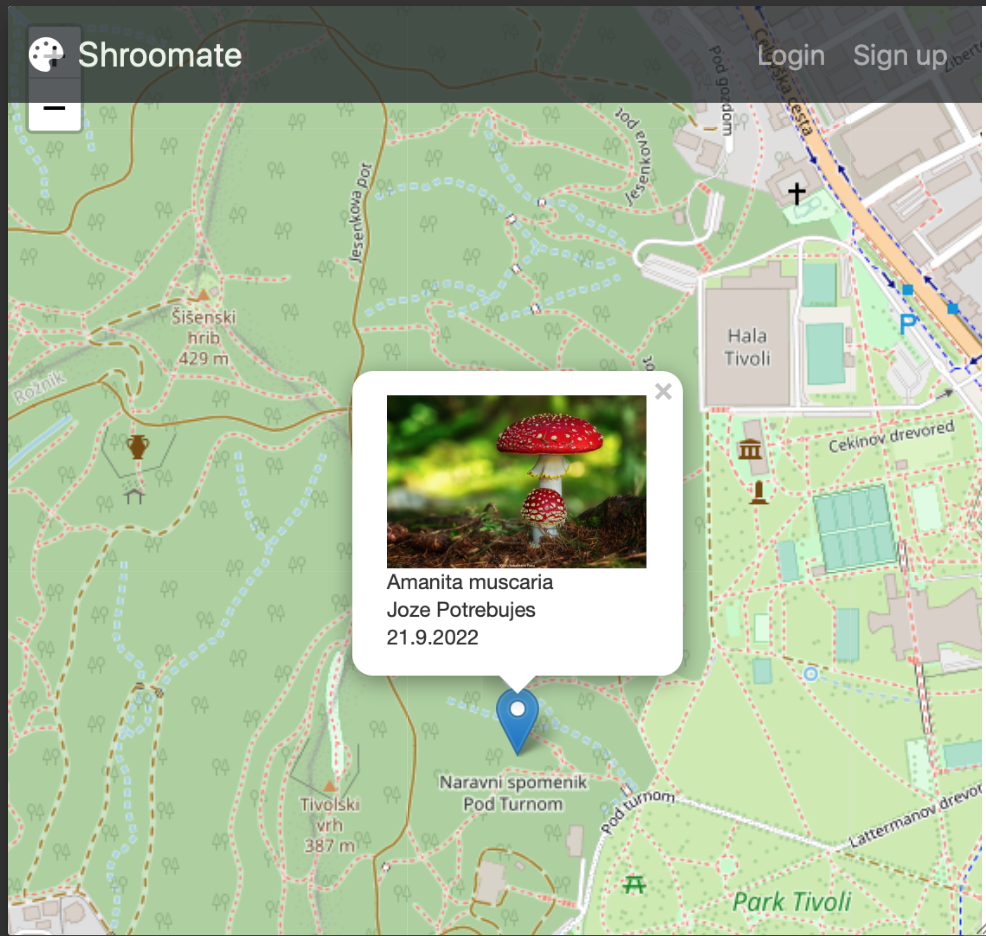 Shroomate
Login
Sign up
Celovška cesta
Pod gozdom
Jesenkova pot
Jesenkova pot
Šišenski
hrib
429 m
Rožnik
Hala
Tivoli
P
Cekinov drevored
Amanita muscaria
Joze Potrebujes
21.9.2022
×
Naravni spomenik
Pod Turnom
Tivolski
vrh
387 m
Pod turnom
Lattermanov drevored
Park Tivoli